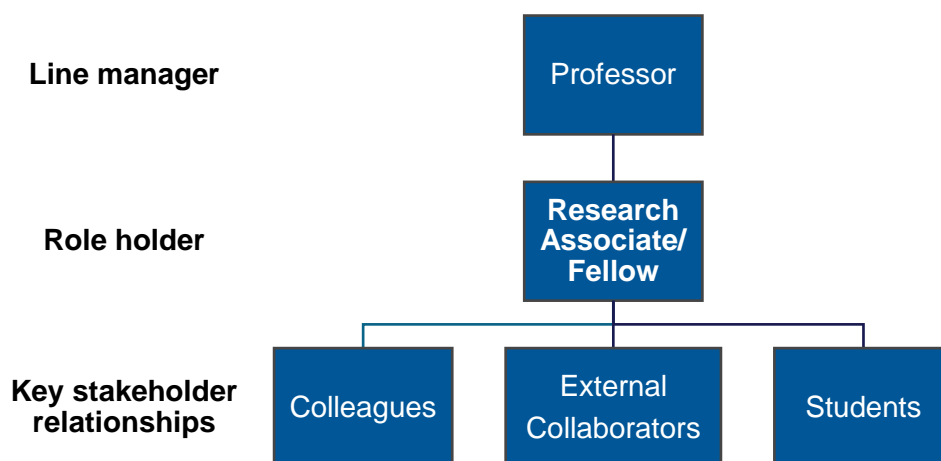 Line manager
Professor
Role holder
Research
Associate/
Fellow
Key stakeholder
relationships
Colleagues
External
Collaborators
Students